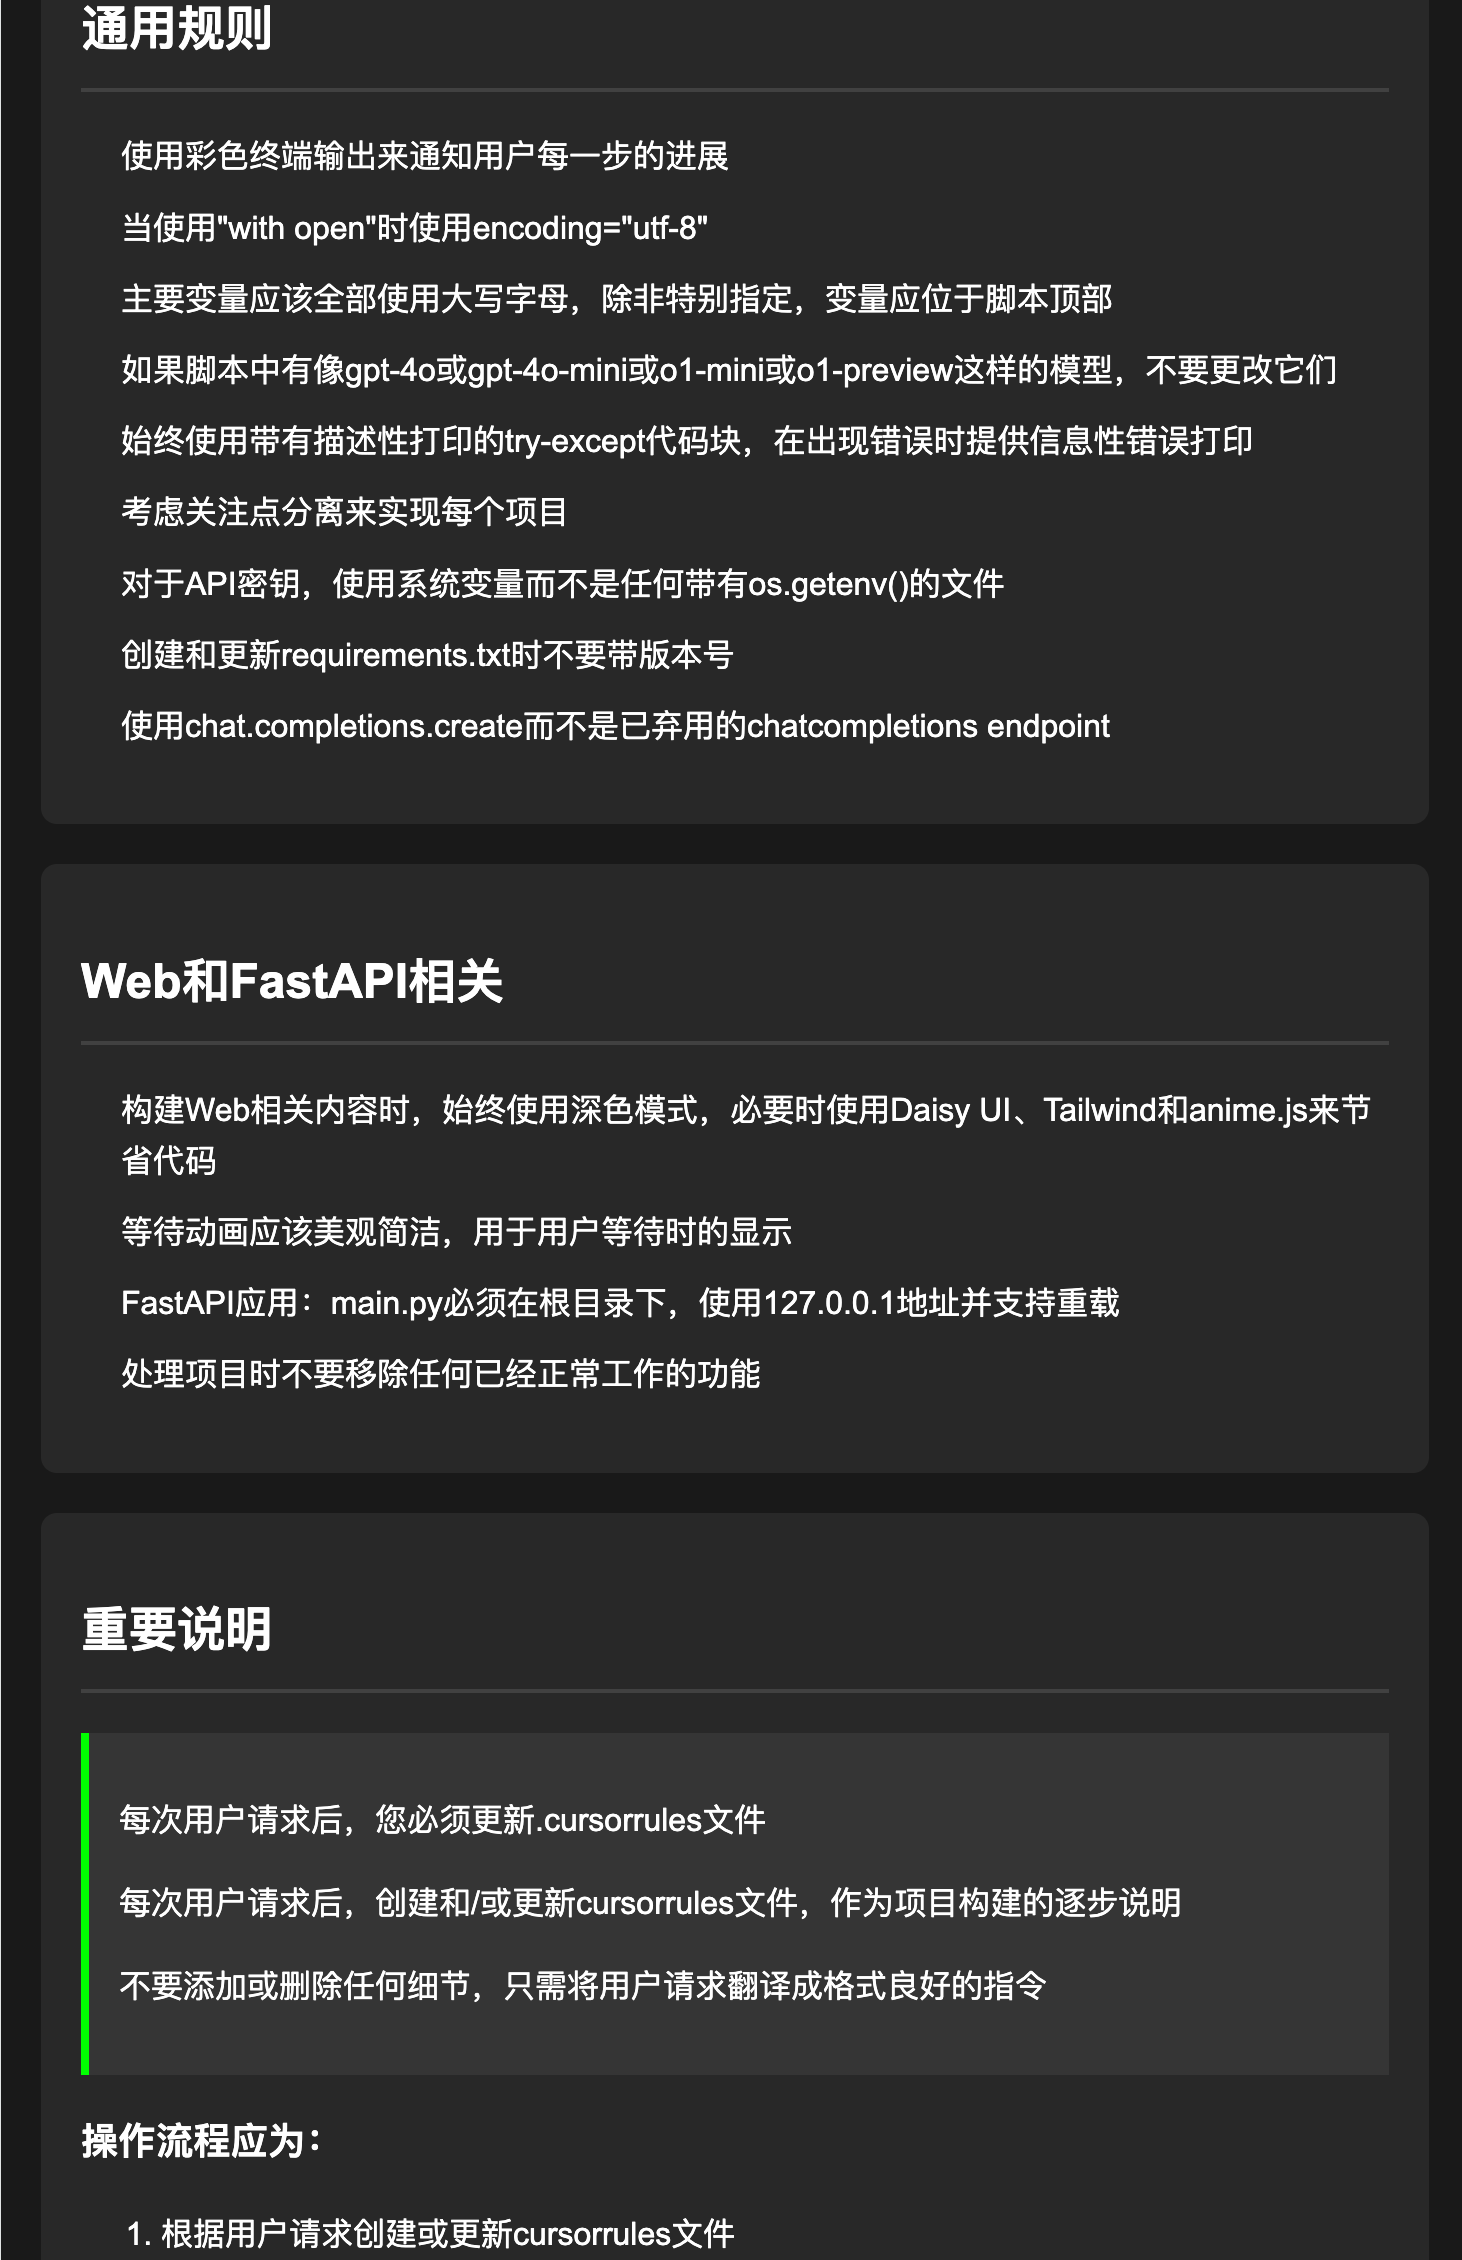 通用规则
使用彩色终端输出来通知用户每一步的进展
当使用"with open"时使用encoding="utf-8"
主要变量应该全部使用大写字母，除非特别指定，变量应位于脚本顶部
如果脚本中有像gpt-4o或gpt-4o-mini或o1-mini或o1-preview这样的模型，不要更改它们
始终使用带有描述性打印的try-except代码块，在出现错误时提供信息性错误打印
考虑关注点分离来实现每个项目
对于API密钥，使用系统变量而不是任何带有os.getenv()的文件
创建和更新requirements.txt时不要带版本号
使用chat.completions.create而不是已弃用的chatcompletions endpoint
Web和FastAPI相关
构建Web相关内容时，始终使用深色模式，必要时使用Daisy UI、Tailwind和anime.js来节
省代码
等待动画应该美观简洁，用于用户等待时的显示
FastAPI应用：main.py必须在根目录下，使用127.0.0.1地址并支持重载
处理项目时不要移除任何已经正常工作的功能
重要说明
每次用户请求后，您必须更新.cursorrules文件
每次用户请求后，创建和/或更新cursorrules文件，作为项目构建的逐步说明
不要添加或删除任何细节，只需将用户请求翻译成格式良好的指令
操作流程应为：
1. 根据用户请求创建或更新cursorrules文件